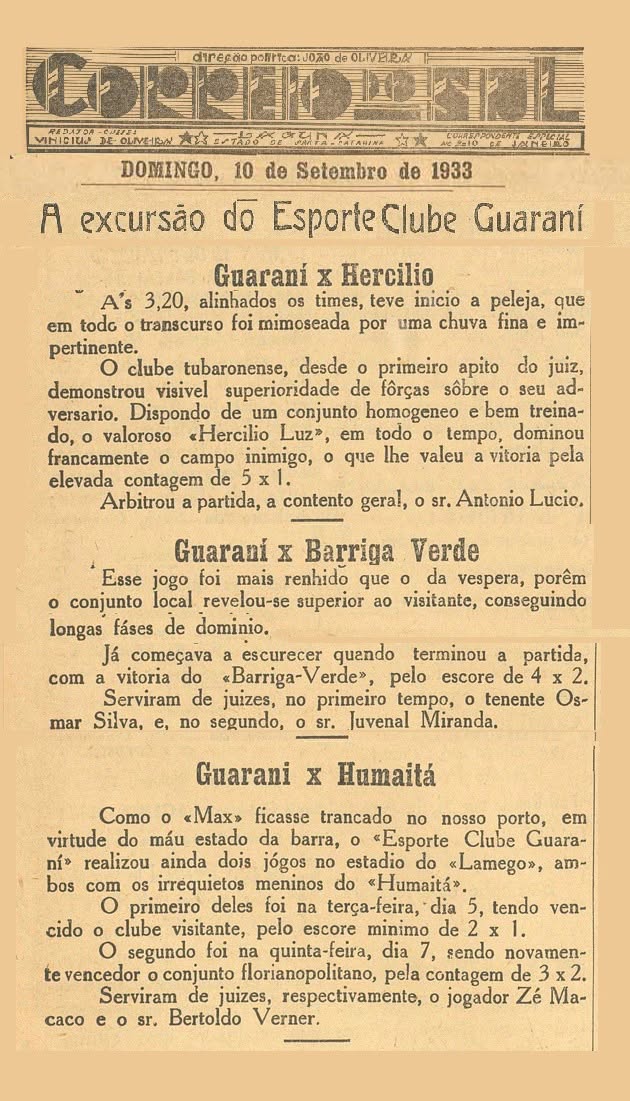 direção politica: JOÃO de OLIVEIRA
CORREIO DO SUL
REDATOR-CHEFE:
VINICIUS DE OLIVEIRA
LAGUNA
ESTADO DE SANTA-CATARINA
CORRESPONDENTE ESPECIAL
NO RIO DE JANEIRO
DOMINGO, 10 de Setembro de 1933
A excursão do Esporte Clube Guaraní
Guaraní x Hercilio
A's 3,20, alinhados os times, teve inicio a peleja, que
em todo o transcurso foi mimoseada por uma chuva fina e im-
pertinente.
O clube tubaronense, desde o primeiro apito do juiz,
demonstrou visivel superioridade de fôrças sôbre o seu ad-
versario. Dispondo de um conjunto homogeneo e bem treina-
do, o valoroso «Hercilio Luz», em todo o tempo, dominou
francamente o campo inimigo, o que lhe valeu a vitoria pela
elevada contagem de 5 x 1.
Arbitrou a partida, a contento geral, o sr. Antonio Lucio.
Guaraní x Barriga Verde
Esse jogo foi mais renhido que o da vespera, porêm
o conjunto local revelou-se superior ao visitante, conseguindo
longas fáses de dominio.
Já começava a escurecer quando terminou a partida,
com a vitoria do «Barriga-Verde», pelo escore de 4 x 2.
Serviram de juizes, no primeiro tempo, o tenente Os-
mar Silva, e, no segundo, o sr. Juvenal Miranda.
Guarani x Humaitá
Como o «Max» ficasse trancado no nosso porto, em
virtude do máu estado da barra, o «Esporte Clube Guara-
ní» realizou ainda dois jógos no estadio do «Lamego», am-
bos com os irrequietos meninos do «Humaitá».
O primeiro deles foi na terça-feira, dia 5, tendo ven-
cido o clube visitante, pelo escore minimo de 2 x 1.
O segundo foi na quinta-feira, dia 7, sendo novamen-
te vencedor o conjunto florianopolitano, pela contagem de 3 x 2.
Serviram de juizes, respectivamente, o jogador Zé Ma-
caco e o sr. Bertoldo Verner.